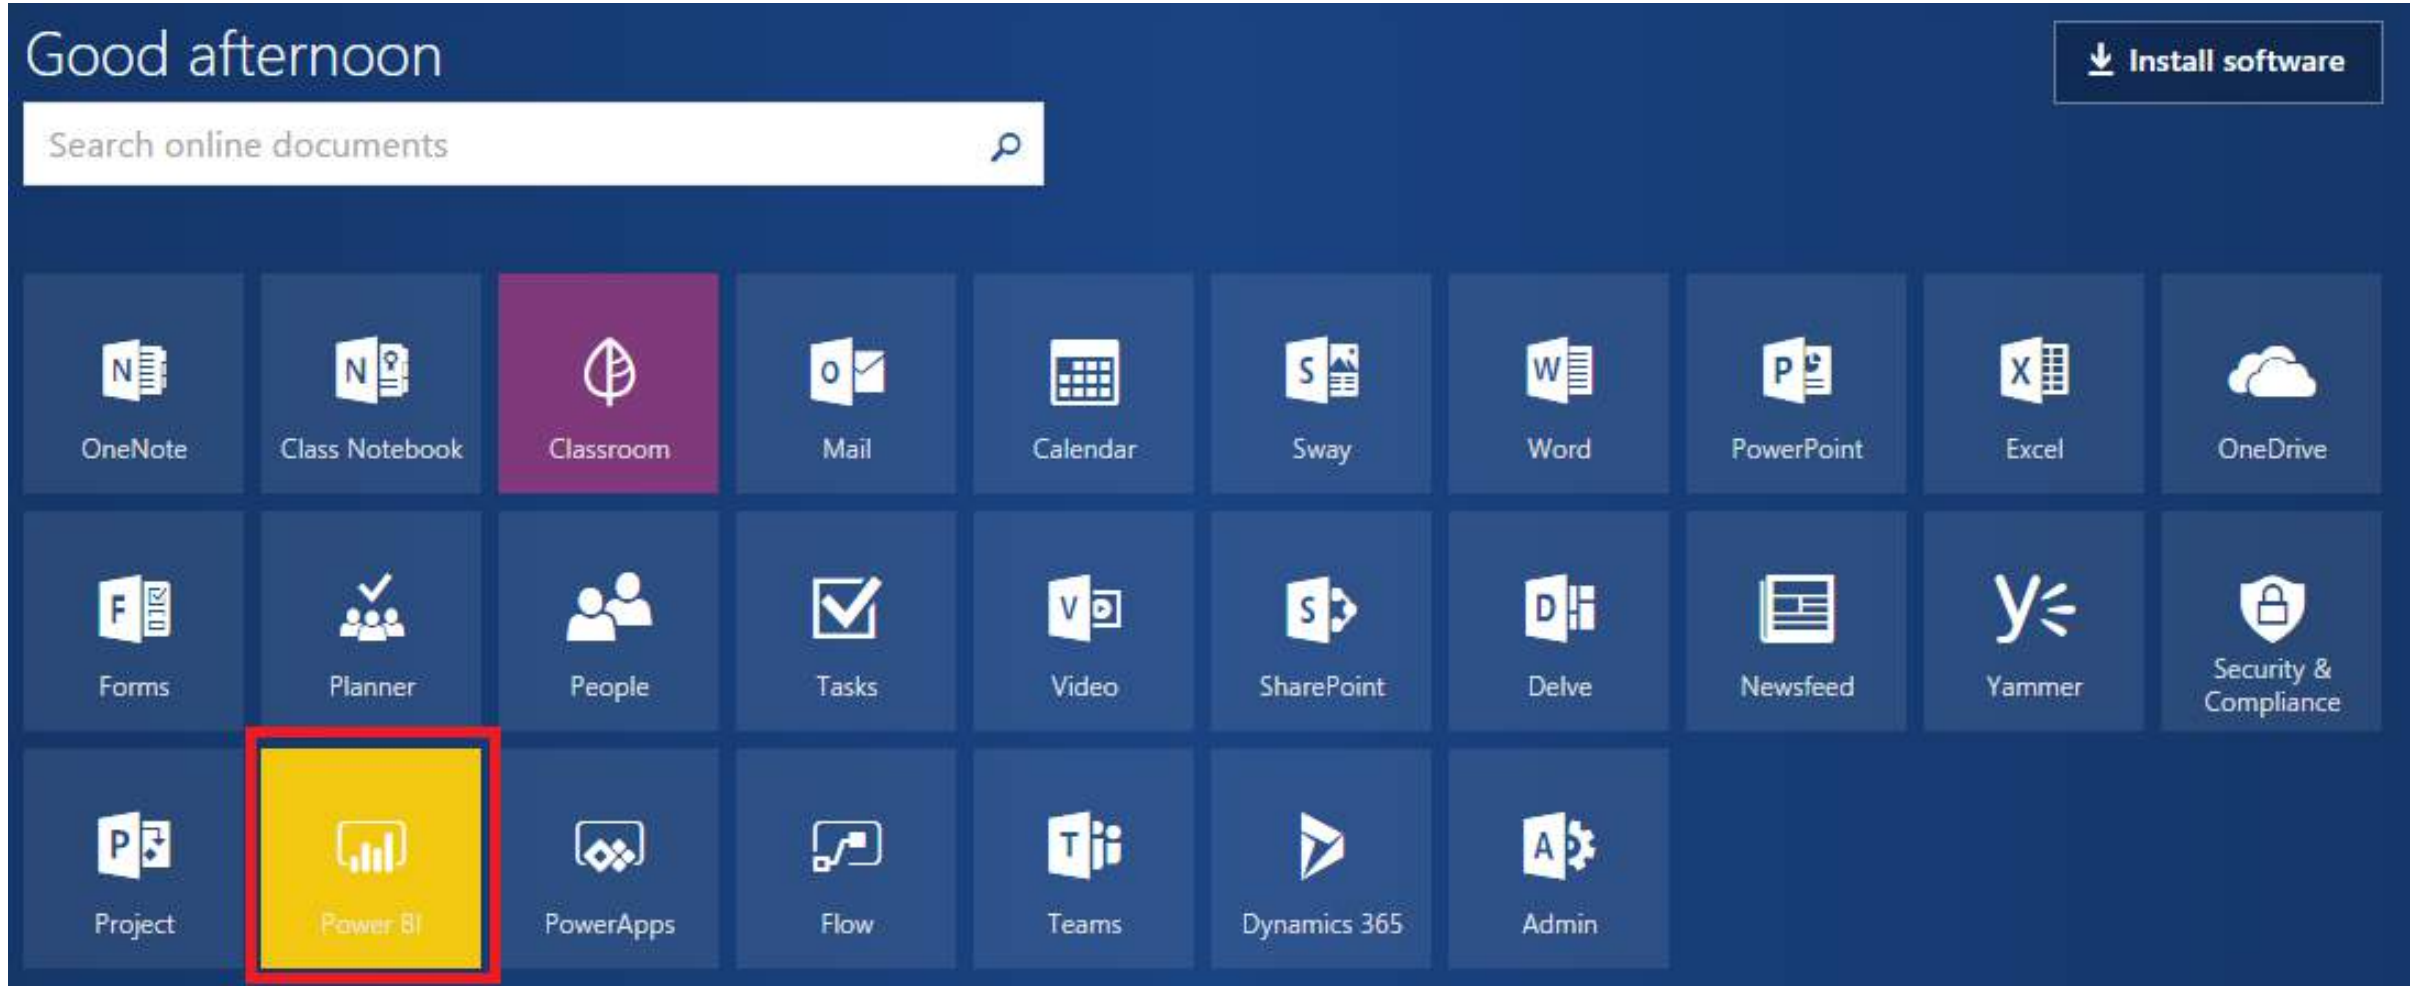 Good afternoon
Install software
Search online documents
OneNote
Class Notebook
Classroom
Mail
Calendar
Sway
Word
PowerPoint
Excel
OneDrive
Forms
Planner
People
Tasks
Video
SharePoint
Delve
Newsfeed
Yammer
Security &
Compliance
Project
Power BI
PowerApps
Flow
Teams
Dynamics 365
Admin